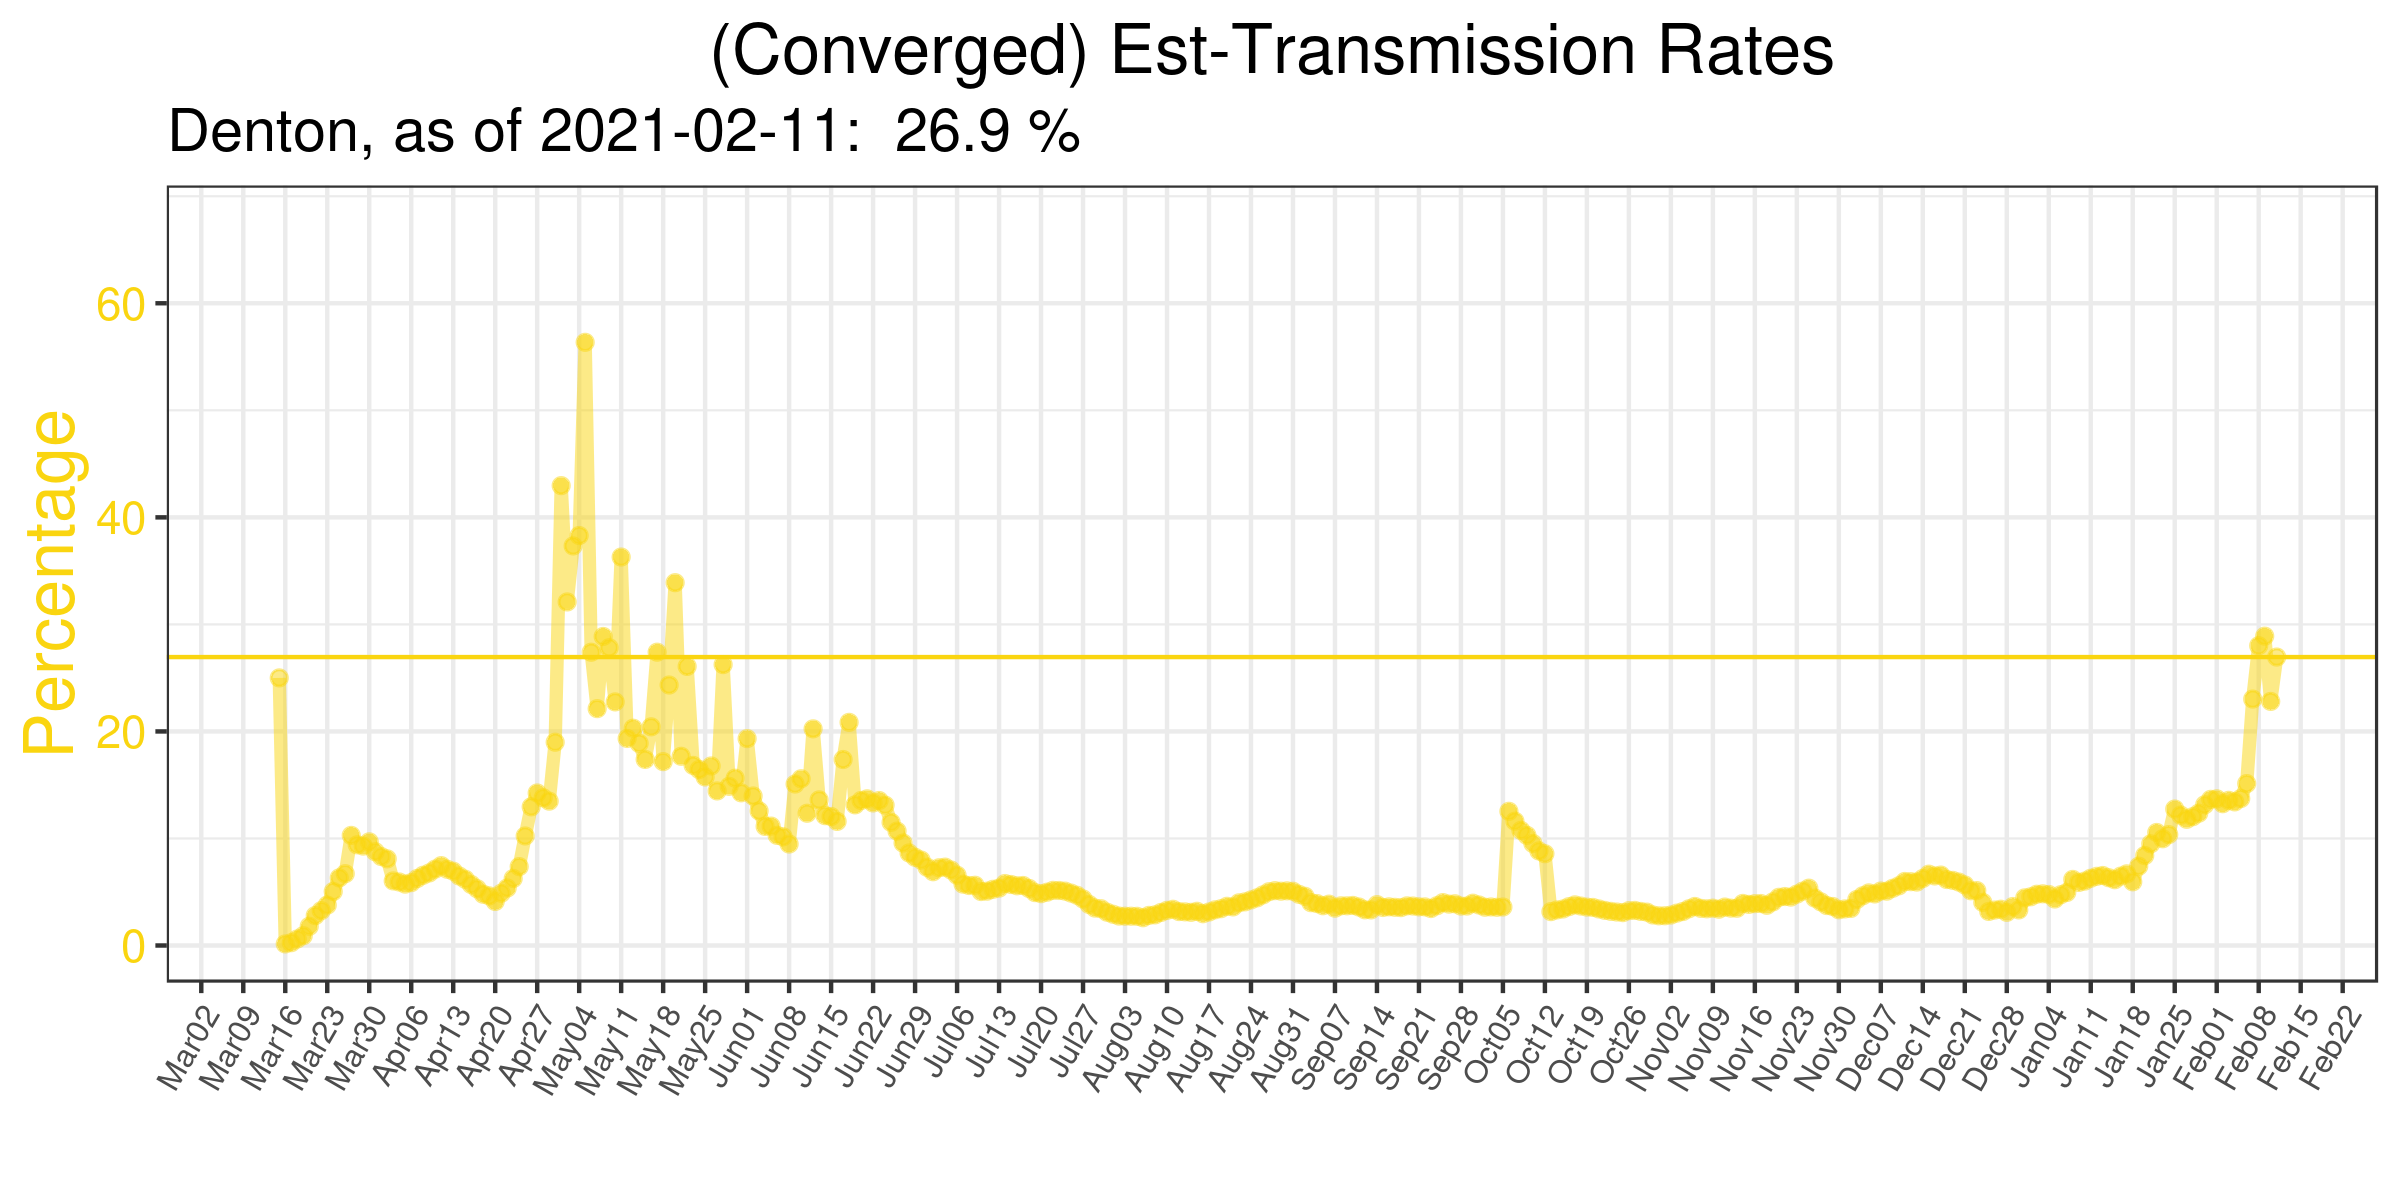 (Converged) Est-Transmission Rates
Denton, as of 2021-02-11:  26.9 %
Percentage
60
40
20
0
Mar02
Mar09
Mar16
Mar23
Mar30
Apr06
Apr13
Apr20
Apr27
May04
May11
May18
May25
Jun01
Jun08
Jun15
Jun22
Jun29
Jul06
Jul13
Jul20
Jul27
Aug03
Aug10
Aug17
Aug24
Aug31
Sep07
Sep14
Sep21
Sep28
Oct05
Oct12
Oct19
Oct26
Nov02
Nov09
Nov16
Nov23
Nov30
Dec07
Dec14
Dec21
Dec28
Jan04
Jan11
Jan18
Jan25
Feb01
Feb08
Feb15
Feb22